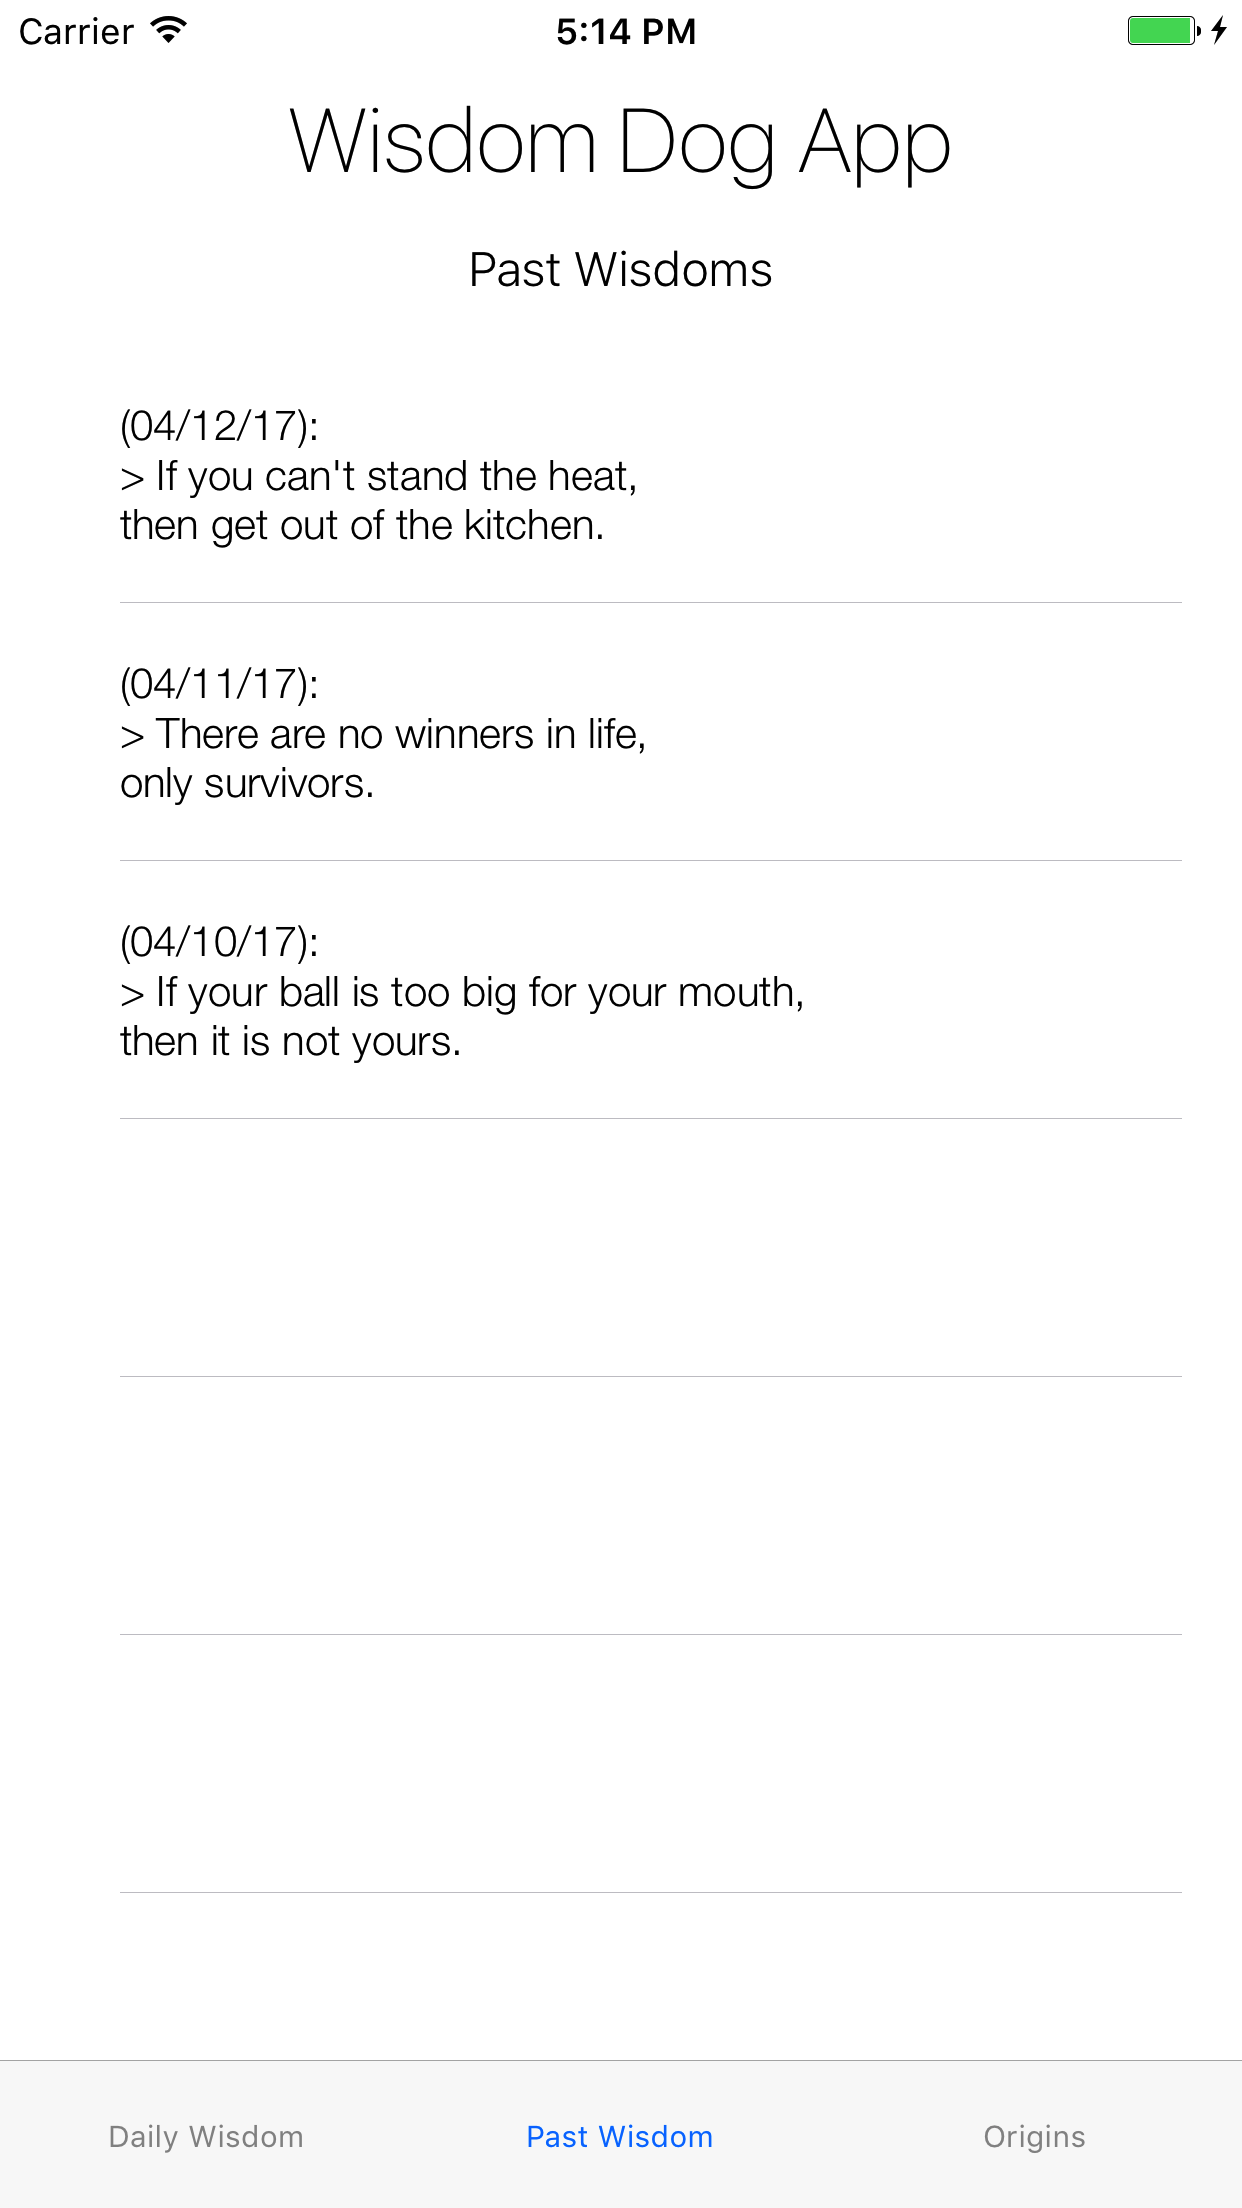 Carrier 5:14 PM
Wisdom Dog App
Past Wisdoms
(04/12/17):
> If you can't stand the heat,
then get out of the kitchen.
(04/11/17):
> There are no winners in life,
only survivors.
(04/10/17):
> If your ball is too big for your mouth,
then it is not yours.
Daily Wisdom Past Wisdom Origins